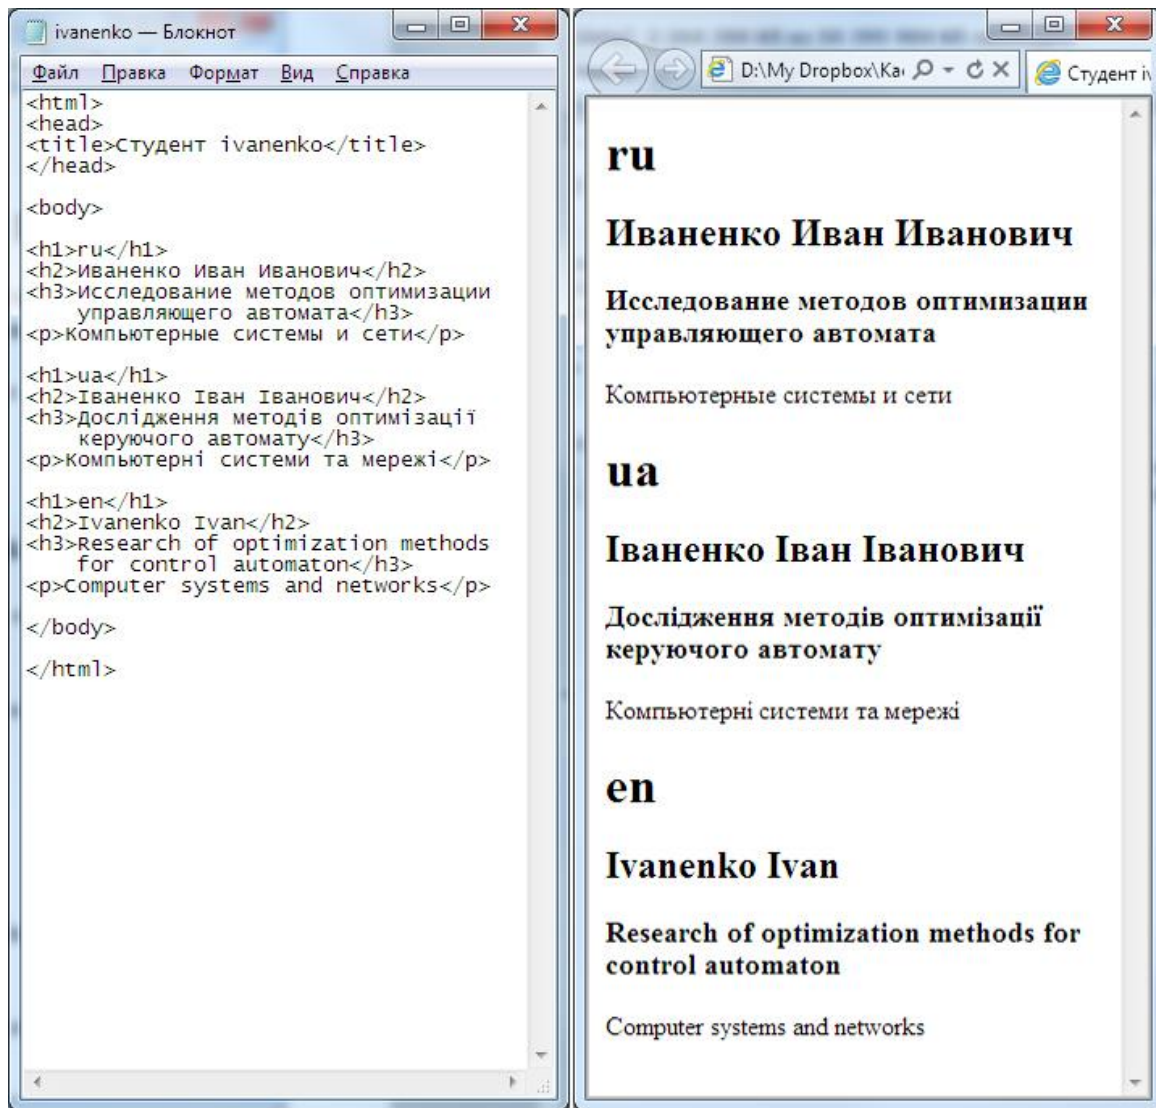 ivanenko — Блокнот
Файл Правка Формат Вид Справка
<html>
<head>
<title>Студент ivanenko</title>
</head>
<body>
<h1>ru</h1>
<h2>Иваненко Иван Иванович</h2>
<h3>Исследование методов оптимизации
управляющего автомата</h3>
<p>Компьютерные системы и сети</p>
<h1>ua</h1>
<h2>Іваненко Іван Іванович</h2>
<h3>Дослідження методів оптимізації
керуючого автомату</h3>
<p>Компьютерні системи та мережі</p>
<h1>en</h1>
<h2>Ivanenko Ivan</h2>
<h3>Research of optimization methods
for control automaton</h3>
<p>Computer systems and networks</p>
</body>
</html>
D:\My Dropbox\Ка
Студент iv
ru
Иваненко Иван Иванович
Исследование методов оптимизации
управляющего автомата
Компьютерные системы и сети
ua
Іваненко Іван Іванович
Дослідження методів оптимізації
керуючого автомату
Компьютерні системи та мережі
en
Ivanenko Ivan
Research of optimization methods for
control automaton
Computer systems and networks